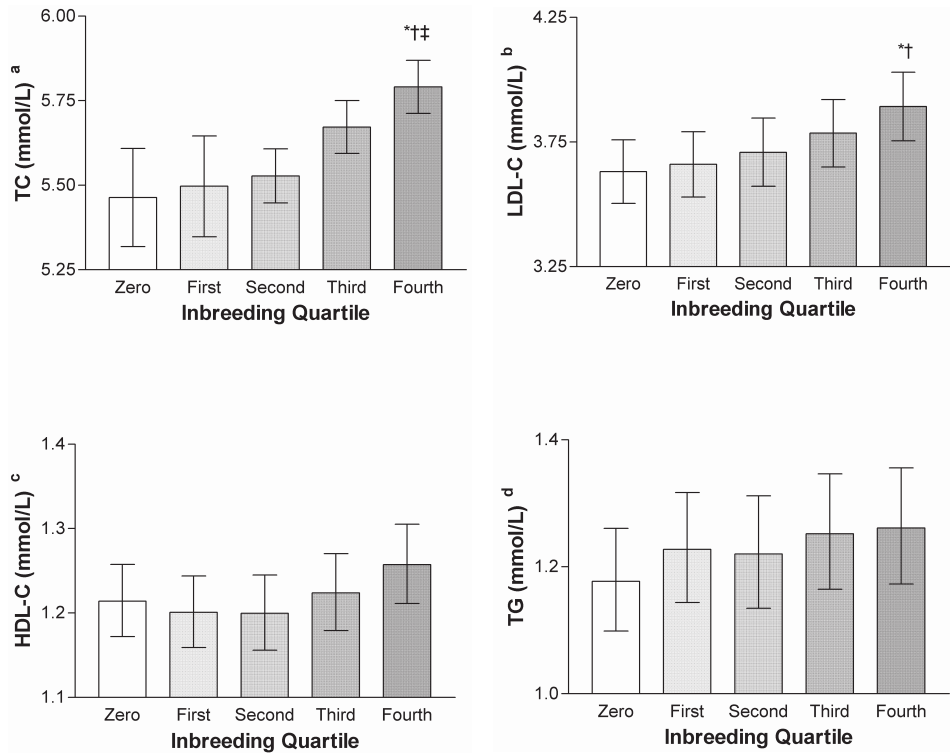 TC (mmol/L) a
6.00
5.75
5.50
5.25
*†‡
Zero First Second Third Fourth
Inbreeding Quartile
LDL-C (mmol/L) b
4.25
3.75
3.25
*†
Zero First Second Third Fourth
Inbreeding Quartile
HDL-C (mmol/L) c
1.4
1.3
1.2
1.1
Zero First Second Third Fourth
Inbreeding Quartile
TG (mmol/L) d
1.4
1.2
1.0
Zero First Second Third Fourth
Inbreeding Quartile